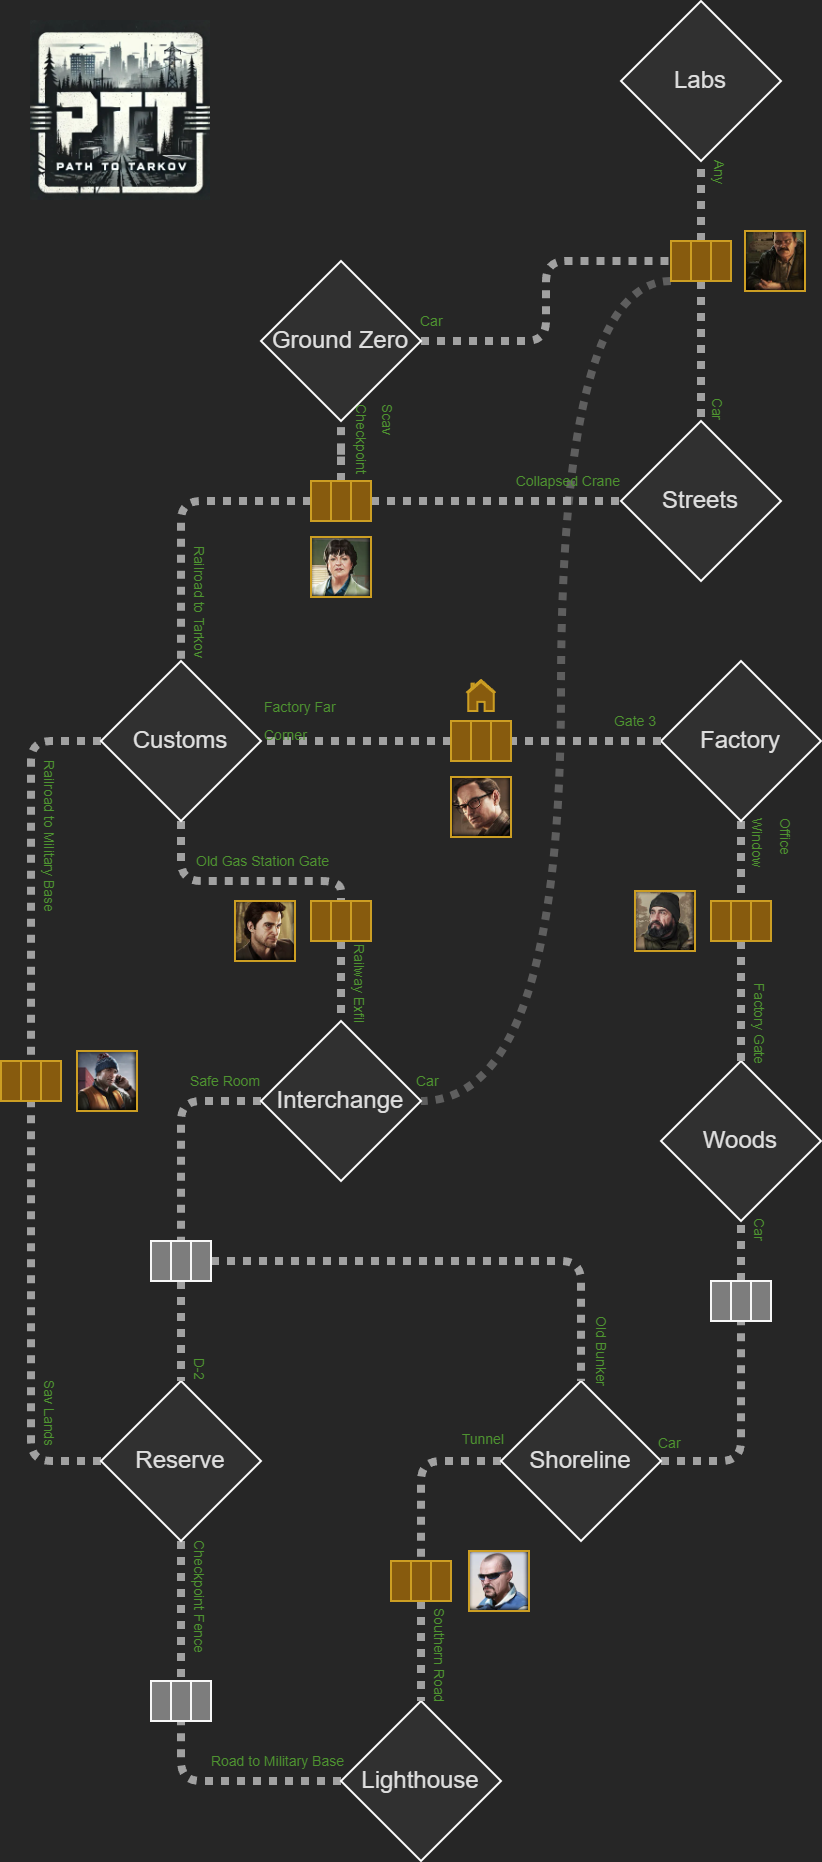 PTT
PATH TO TARKOV
Labs
Any
Car
Ground Zero
Scav
Checkpoint
Car
Collapsed Crane
Streets
Railroad to Tarkov
Customs
Factory Far
Corner
Gate 3
Factory
Railroad to Military Base
Old Gas Station Gate
Office
Window
Railway Exfil
Factory Gate
Safe Room
Interchange
Car
Woods
Car
Old Bunker
D-2
Sav Lands
Reserve
Tunnel
Shoreline
Car
Checkpoint Fence
Southern Road
Road to Military Base
Lighthouse